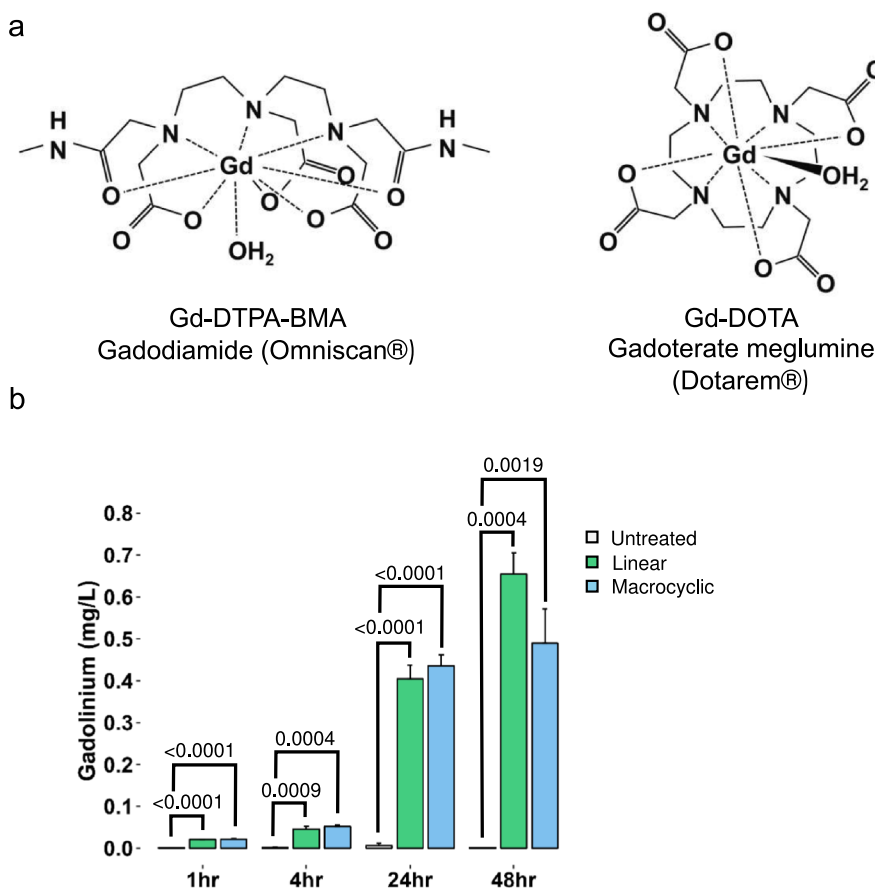 a
H
N
O
O
O
N
N
N
Gd
OH₂
O
O
O
O
O
H
N
Gd-DTPA-BMA
Gadodiamide (Omniscan®)
O
O
O
O
N
N
N
N
Gd
OH₂
O
O
O
O
Gd-DOTA
Gadoterate meglumine
(Dotarem®)
b
Gadolinium (mg/L)
0.8
0.7
0.6
0.5
0.4
0.3
0.2
0.1
0.0
<0.0001
<0.0001
0.0004
0.0009
<0.0001
<0.0001
0.0019
0.0004
1hr
4hr
24hr
48hr
Untreated
Linear
Macrocyclic